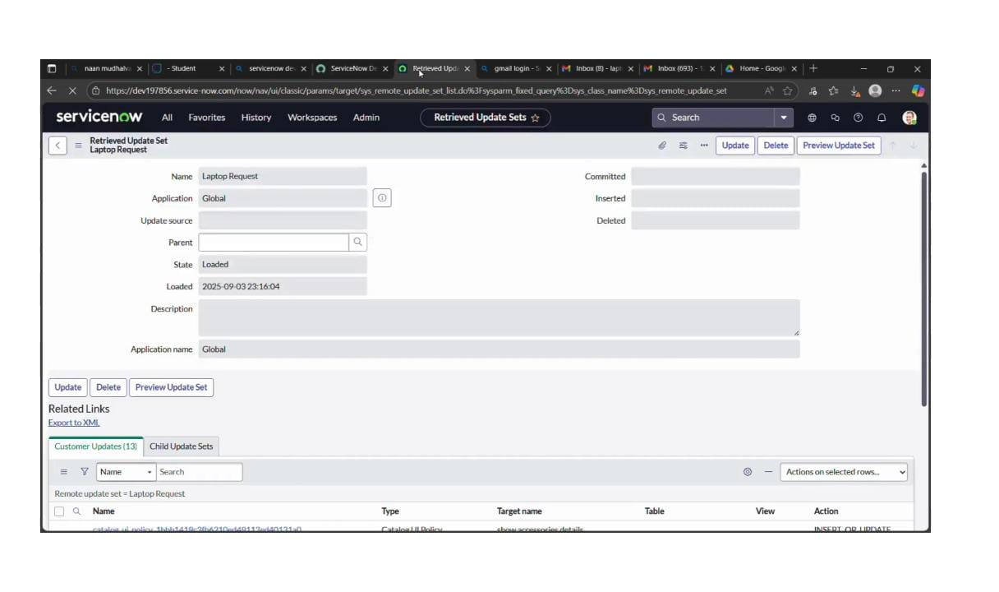 naan mudhalva
- Student
servicenow dev
ServiceNow De
Retrieved Upda
gmail login - S
Inbox (8) - lapt
Inbox (693) - 1
Home - Googl
https://dev197856.service-now.com/now/nav/ui/classic/params/target/sys_remote_update_set_list.do%3Fsysparm_fixed_query%3Dsys_class_name%3Dsys_remote_update_set
servicenow All Favorites History Workspaces Admin Retrieved Update Sets Search
Retrieved Update Set
Laptop Request
Update Delete Preview Update Set
Name Laptop Request Committed
Application Global Inserted
Update source Deleted
Parent
State Loaded
Loaded 2025-09-03 23:16:04
Description
Application name Global
Update Delete Preview Update Set
Related Links
Export to XML
Customer Updates (13) Child Update Sets
Name Search Actions on selected rows...
Remote update set = Laptop Request
Name Type Target name Table View Action
Catalog UI Policy show accessories details INSERT_OR_UPDATE